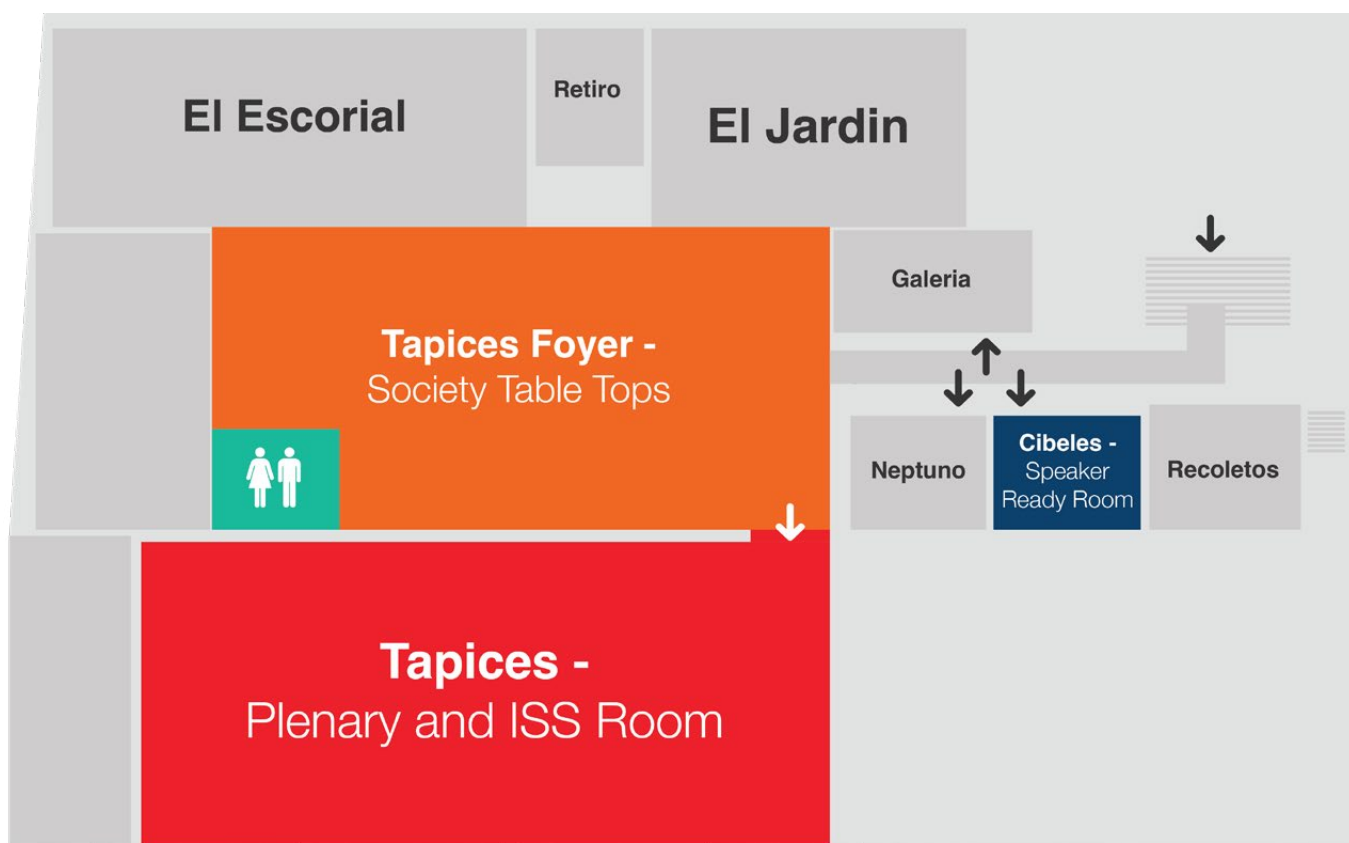 El Escorial
Retiro
El Jardin
Galeria
Tapices Foyer -
Society Table Tops
Neptuno
Cibeles -
Speaker
Ready Room
Recoletos
Tapices -
Plenary and ISS Room